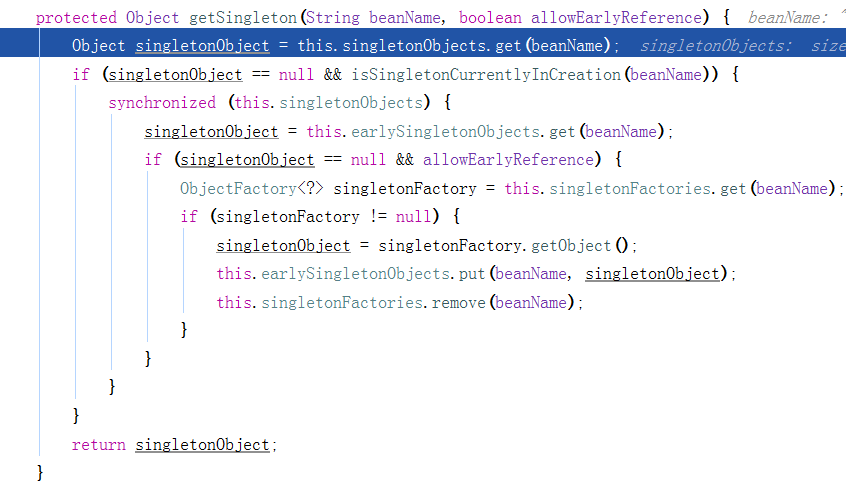 protected Object getSingleton(String beanName, boolean allowEarlyReference) {  beanName:
Object singletonObject = this.singletonObjects.get(beanName);  singletonObjects:  size
if (singletonObject == null && isSingletonCurrentlyInCreation(beanName)) {
synchronized (this.singletonObjects) {
singletonObject = this.earlySingletonObjects.get(beanName);
if (singletonObject == null && allowEarlyReference) {
ObjectFactory<?> singletonFactory = this.singletonFactories.get(beanName);
if (singletonFactory != null) {
singletonObject = singletonFactory.getObject();
this.earlySingletonObjects.put(beanName, singletonObject);
this.singletonFactories.remove(beanName);
}
}
}
}
return singletonObject;
}